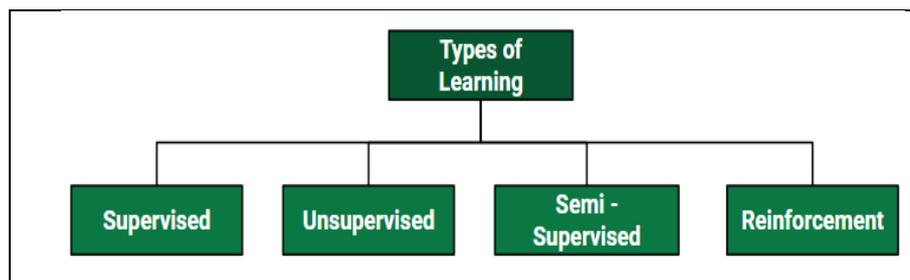 Types of
Learning
Supervised
Unsupervised
Semi -
Supervised
Reinforcement